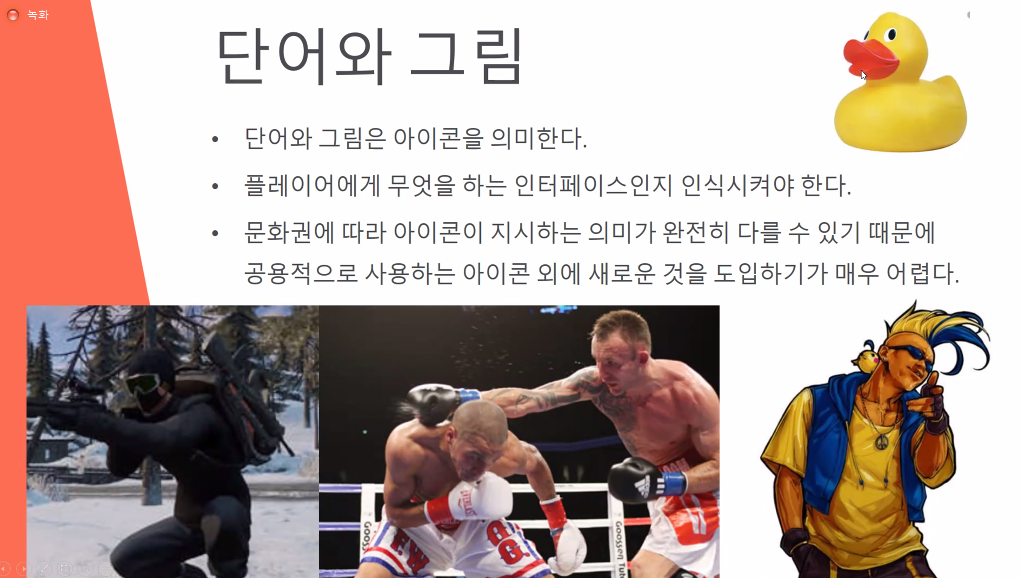 녹화
단어와 그림
• 단어와 그림은 아이콘을 의미한다.
• 플레이어에게 무엇을 하는 인터페이스인지 인식시켜야 한다.
• 문화권에 따라 아이콘이 지시하는 의미가 완전히 다를 수 있기 때문에
공용적으로 사용하는 아이콘 외에 새로운 것을 도입하기가 매우 어렵다.
EVERLAST
adidas
Goossen Tuto